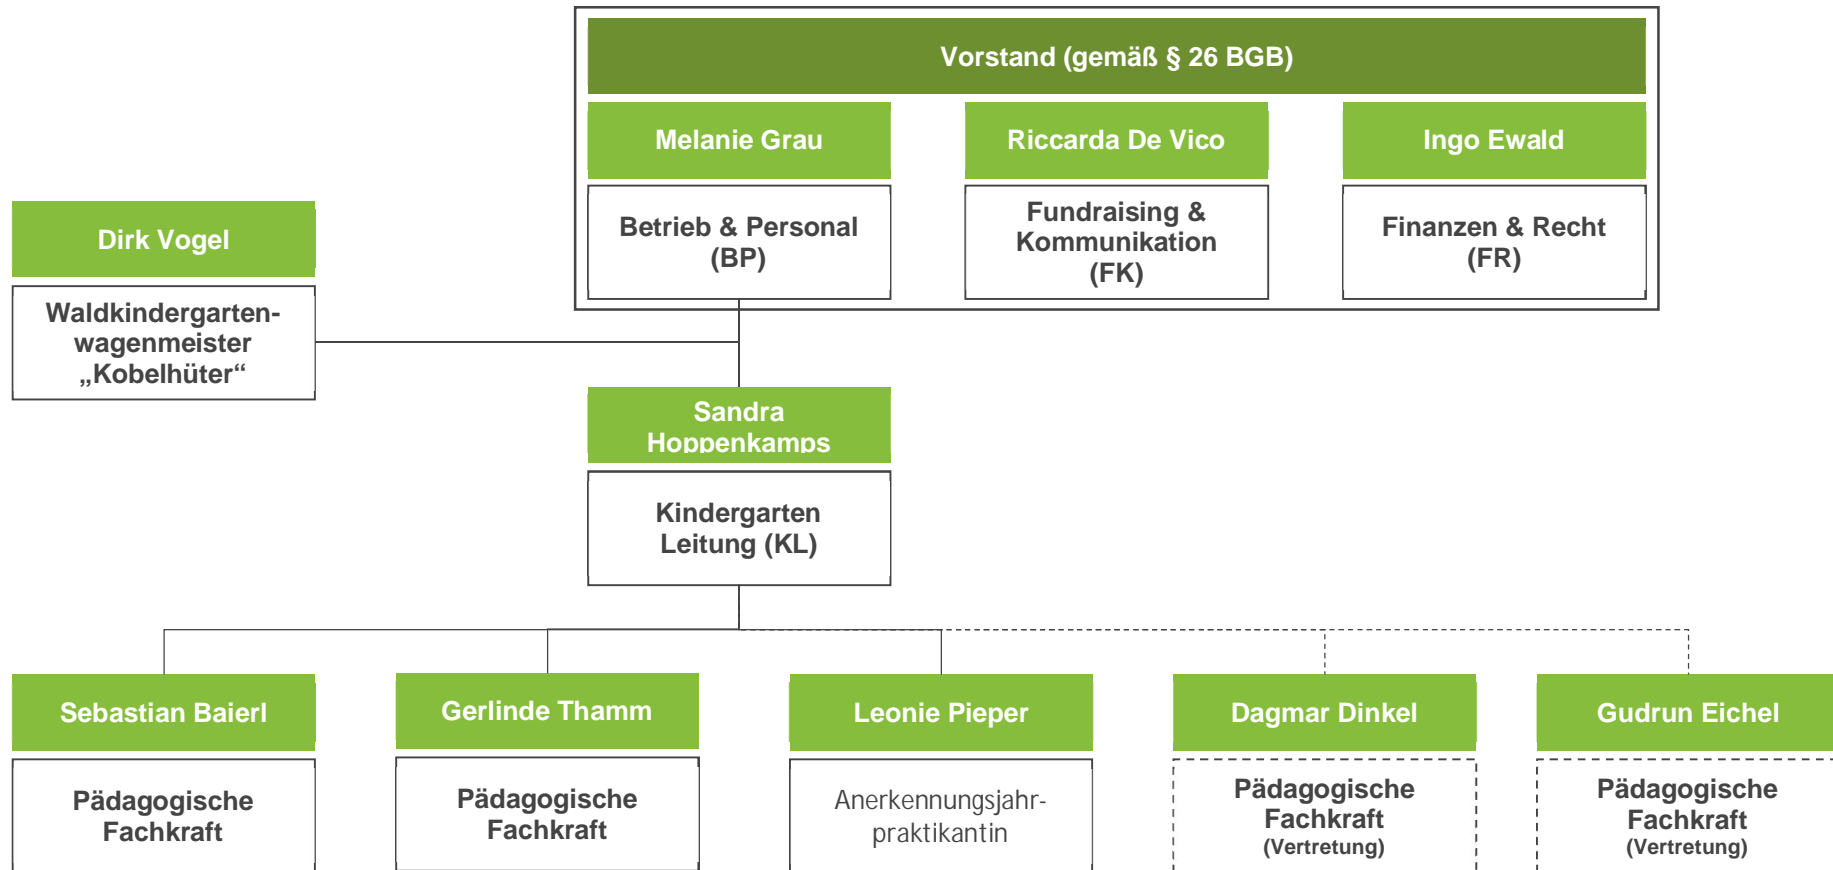 Vorstand (gemäß § 26 BGB)
Melanie Grau
Riccarda De Vico
Ingo Ewald
Betrieb & Personal
(BP)
Fundraising &
Kommunikation
(FK)
Finanzen & Recht
(FR)
Dirk Vogel
Waldkindergarten-
wagenmeister
„Kobelhüter“
Sandra
Hoppenkamps
Kindergarten
Leitung (KL)
Sebastian Baierl
Pädagogische
Fachkraft
Gerlinde Thamm
Pädagogische
Fachkraft
Leonie Pieper
Anerkennungsjahr-
praktikantin
Dagmar Dinkel
Pädagogische
Fachkraft
(Vertretung)
Gudrun Eichel
Pädagogische
Fachkraft
(Vertretung)